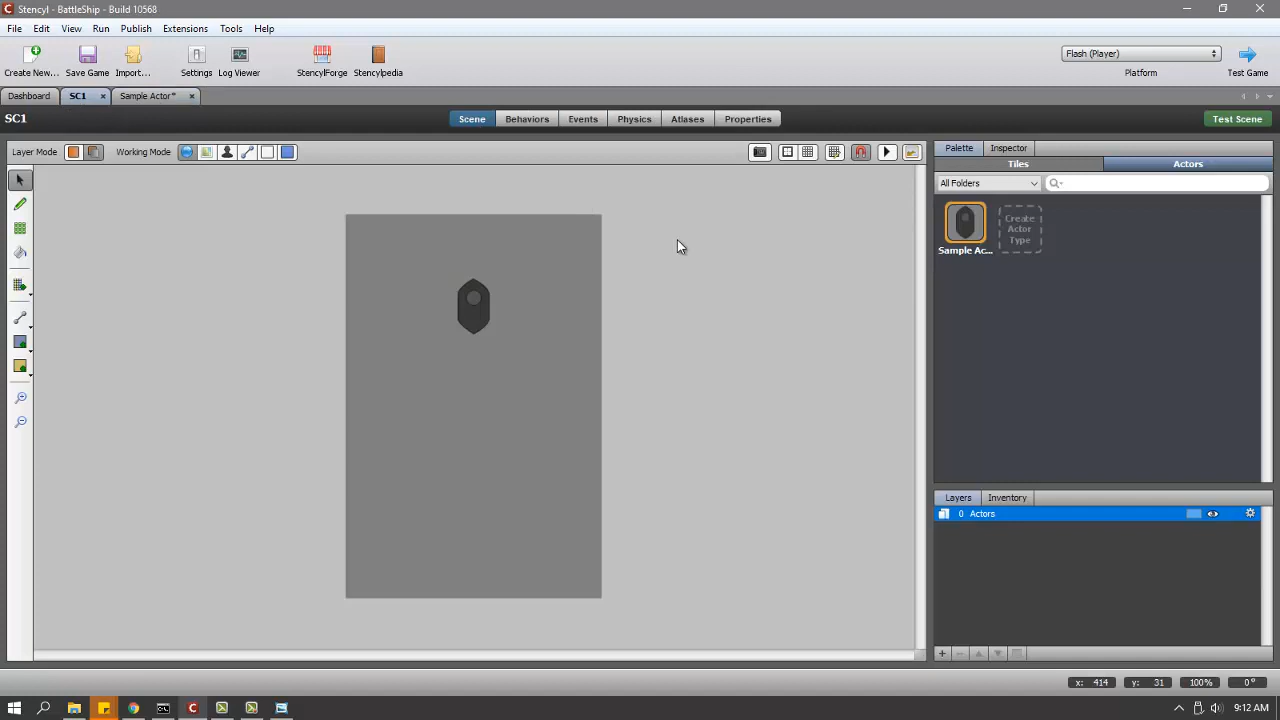 Stencyl - BattleShip - Build 10568
File Edit View Run Publish Extensions Tools Help
Create New... Save Game Import... Settings Log Viewer StencylForge Stencylpedia
Flash (Player)
Platform
Test Game
Dashboard SC1 Sample Actor*
SC1
Scene Behaviors Events Physics Atlases Properties
Test Scene
Layer Mode Working Mode
Palette Inspector
Tiles Actors
All Folders
Create
Actor
Type
Sample Ac...
Layers Inventory
0 Actors
x: 414 y: 31 100% 0°
9:12 AM